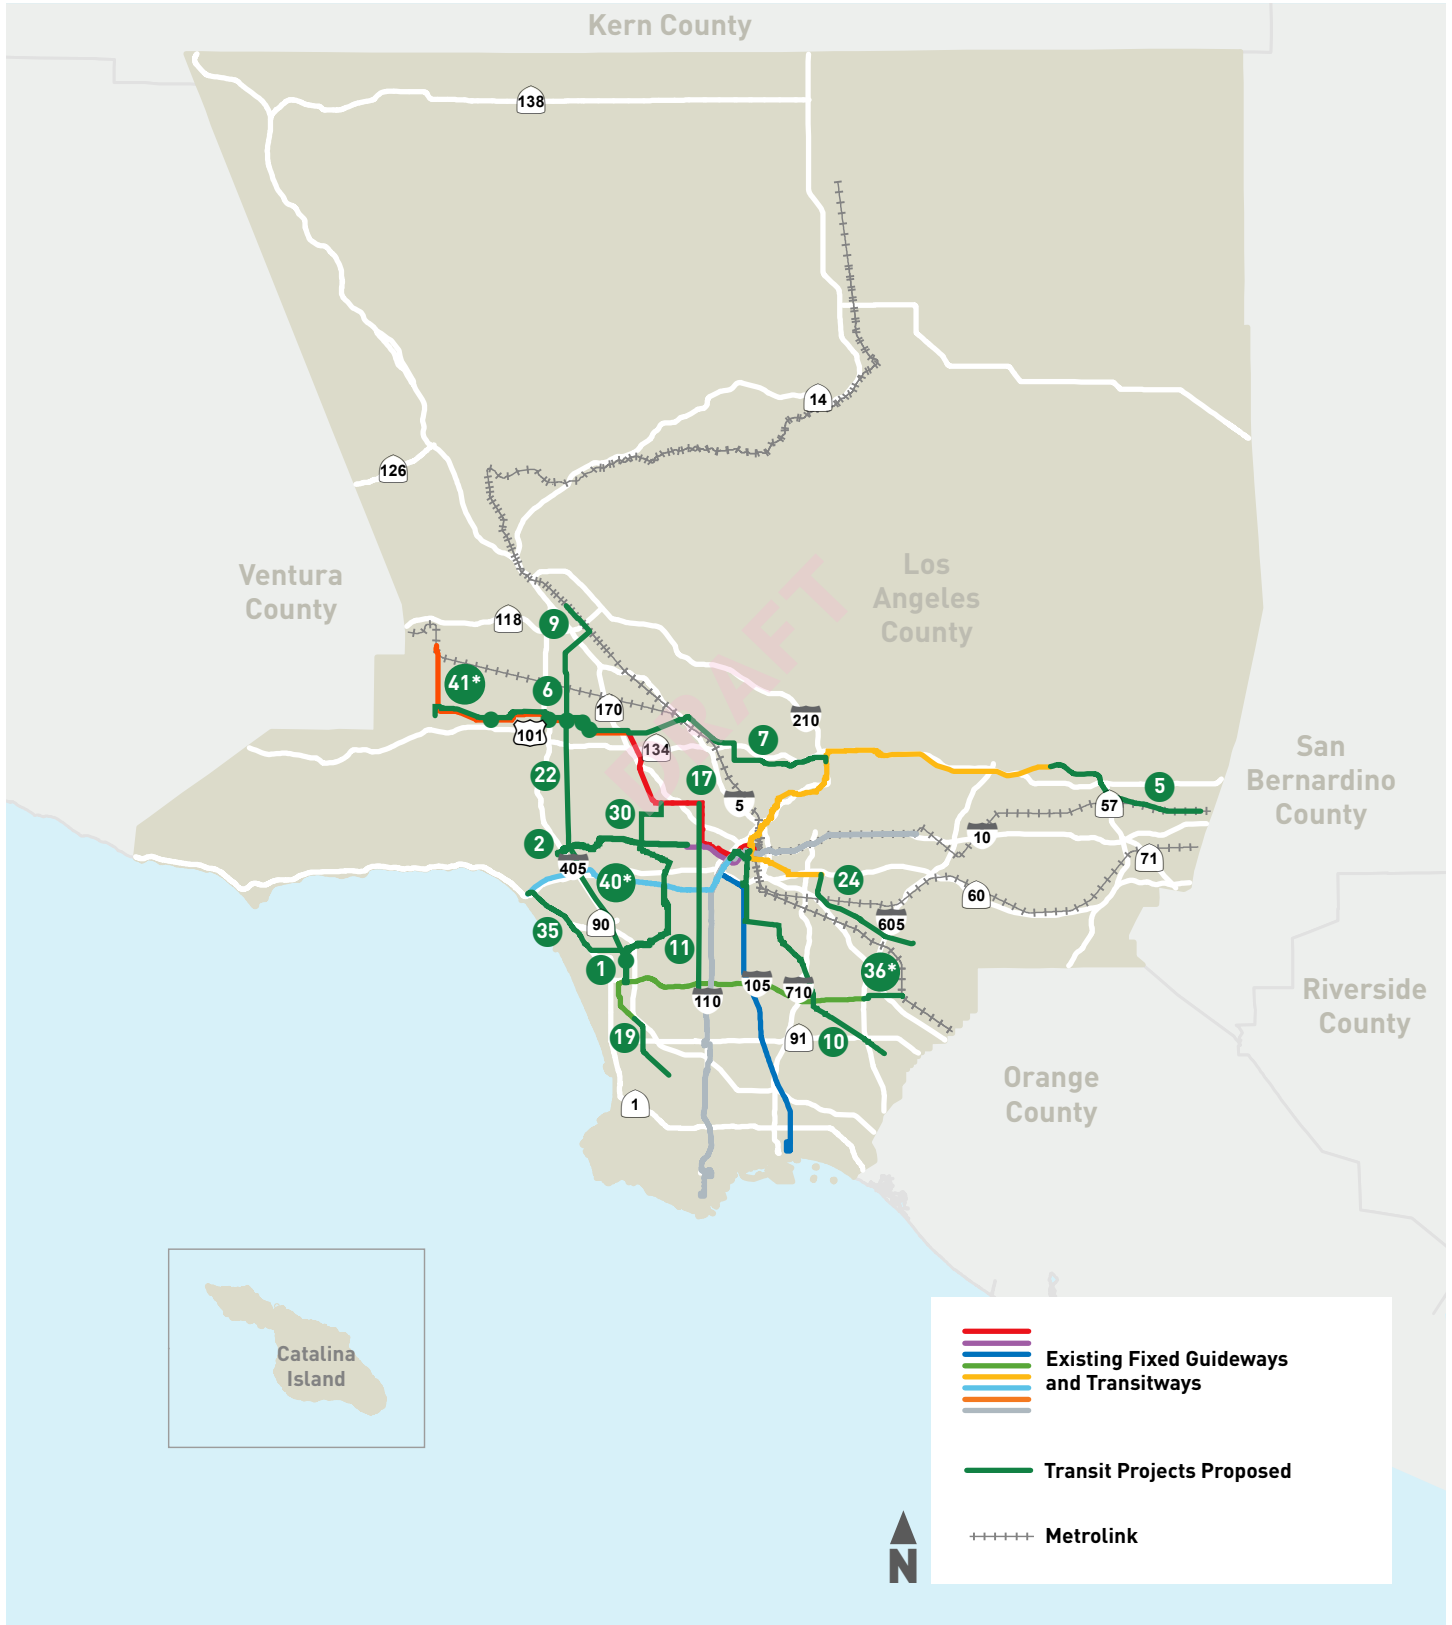 Kern County
138
14
126
Ventura
County
Los
Angeles
County
118
9
41*
6
170
101
134
7
210
DRAFT
San
Bernardino
County
22
17
5
5
57
30
10
2
405
71
40*
24
60
35
90
605
11
1
36*
105
710
110
Riverside
County
19
91
10
Orange
County
1
Catalina
Island
Existing Fixed Guideways
and Transitways
Transit Projects Proposed
Metrolink
N